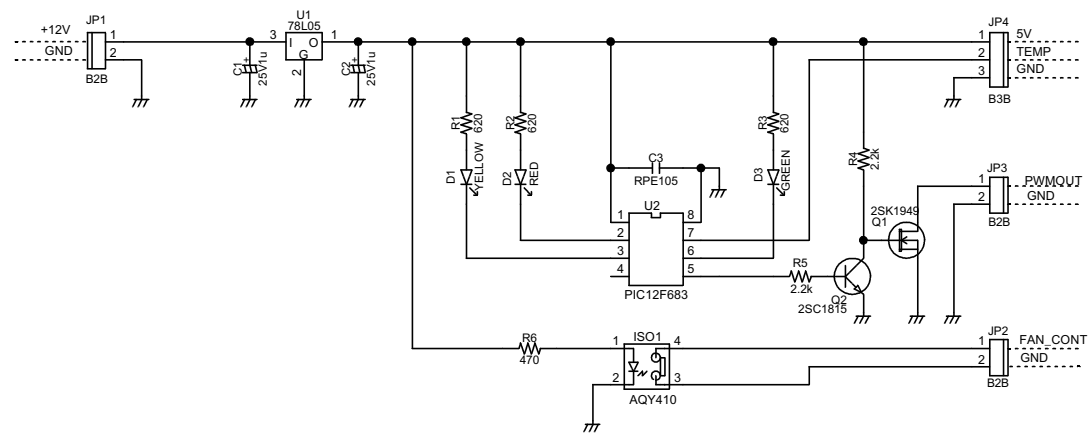 JP1
+12V
GND
1
2
B2B
C1
+
25V1u
U1
78L05
3
I
O
1
G
2
C2
+
25V1u
R1
620
D1
YELLOW
R2
620
D2
RED
C3
RPE105
U2
1
2
3
4
8
7
6
5
PIC12F683
R3
620
D3
GREEN
R4
2.2k
R5
2.2k
Q2
2SC1815
2SK1949
Q1
JP4
1
2
3
5V
TEMP
GND
B3B
JP3
1
2
PWMOUT
GND
B2B
R6
470
ISO1
1
2
4
3
AQY410
JP2
1
2
FAN_CONT
GND
B2B